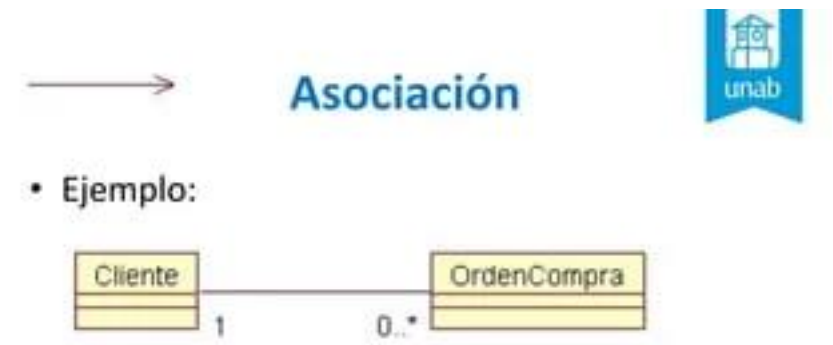 Asociación
unab
• Ejemplo:
Cliente
OrdenCompra
1
0..*